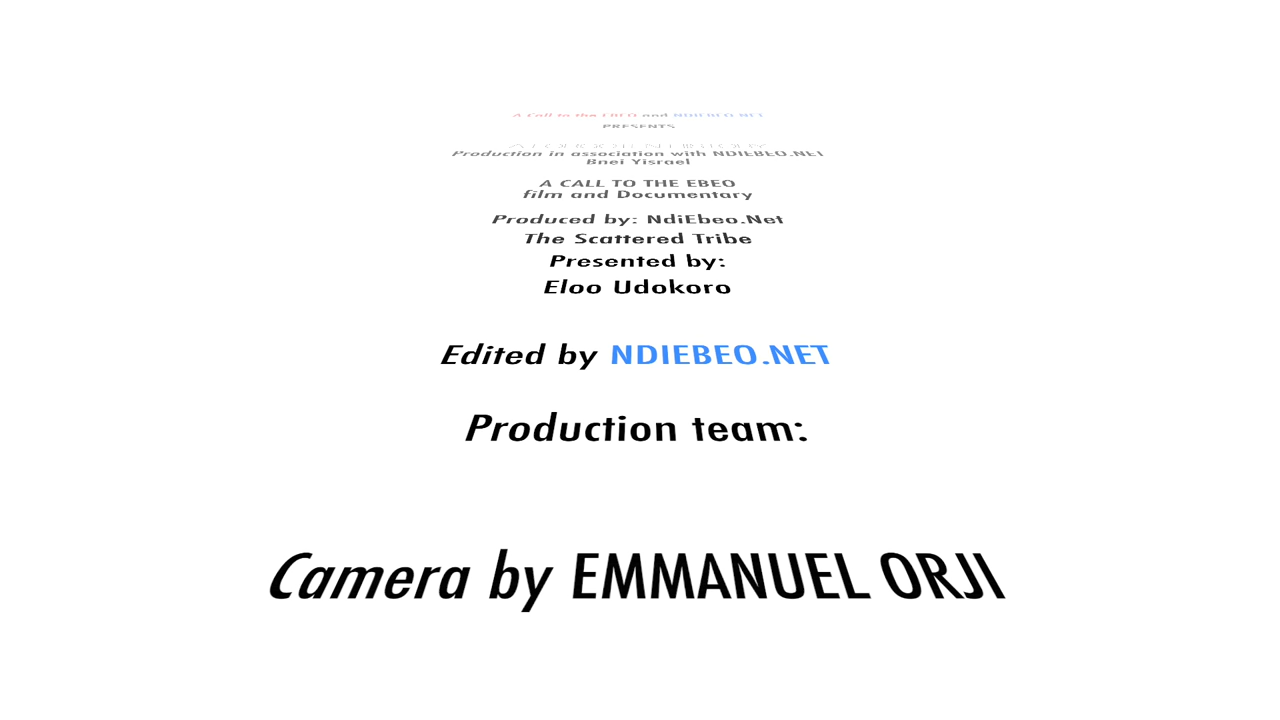 A Call to the EBEO and NDIEBEO.NET
PRESENTS
Production in association with NDIEBEO.NET
Bnei Yisrael
A CALL TO THE EBEO
film and Documentary
Produced by: NdiEbeo.Net
The Scattered Tribe
Presented by:
Eloo Udokoro
Edited by NDIEBEO.NET
Production team:
Camera by EMMANUEL ORJI